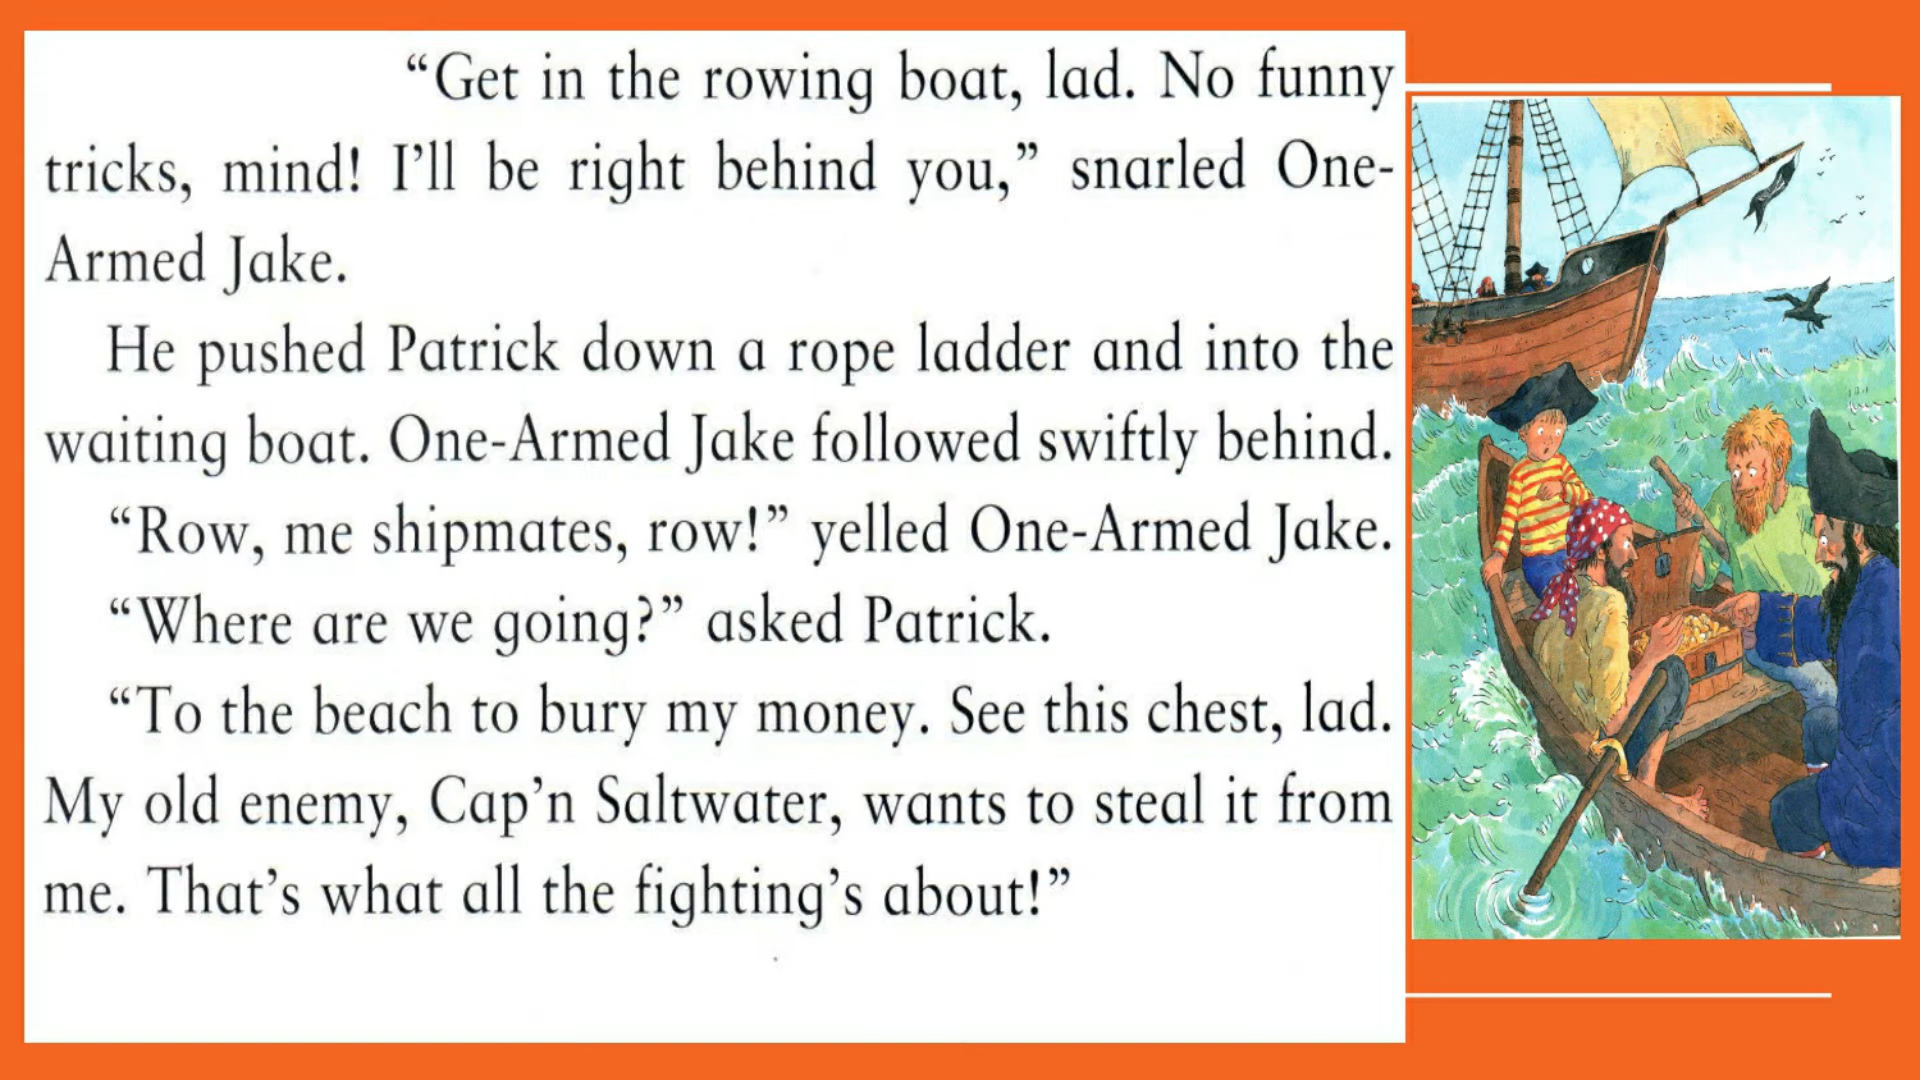 “Get in the rowing boat, lad. No funny
tricks, mind! I’ll be right behind you,” snarled One-
Armed Jake.
He pushed Patrick down a rope ladder and into the
waiting boat. One-Armed Jake followed swiftly behind.
“Row, me shipmates, row!” yelled One-Armed Jake.
“Where are we going?” asked Patrick.
“To the beach to bury my money. See this chest, lad.
My old enemy, Cap’n Saltwater, wants to steal it from
me. That’s what all the fighting’s about!”